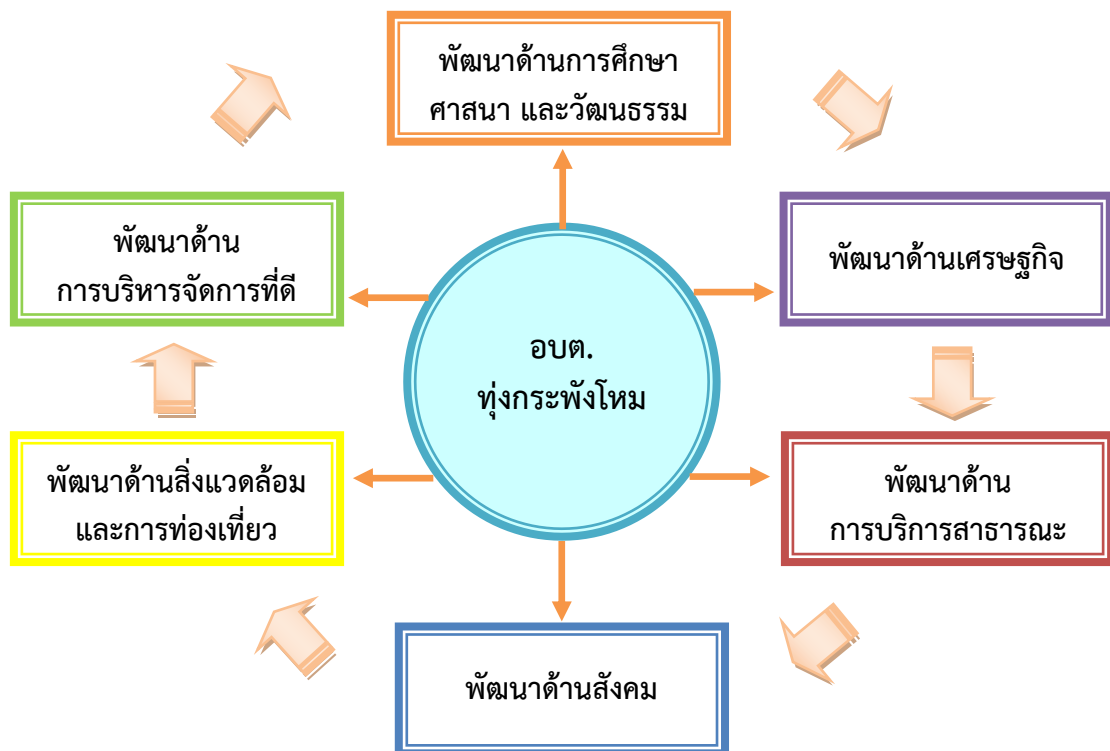 พัฒนาด้านการศึกษา
ศาสนา และวัฒนธรรม
พัฒนาด้าน
การบริหารจัดการที่ดี
พัฒนาด้านเศรษฐกิจ
อบต.
ทุ่งกระพังโหม
พัฒนาด้านสิ่งแวดล้อม
และการท่องเที่ยว
พัฒนาด้าน
การบริการสาธารณะ
พัฒนาด้านสังคม